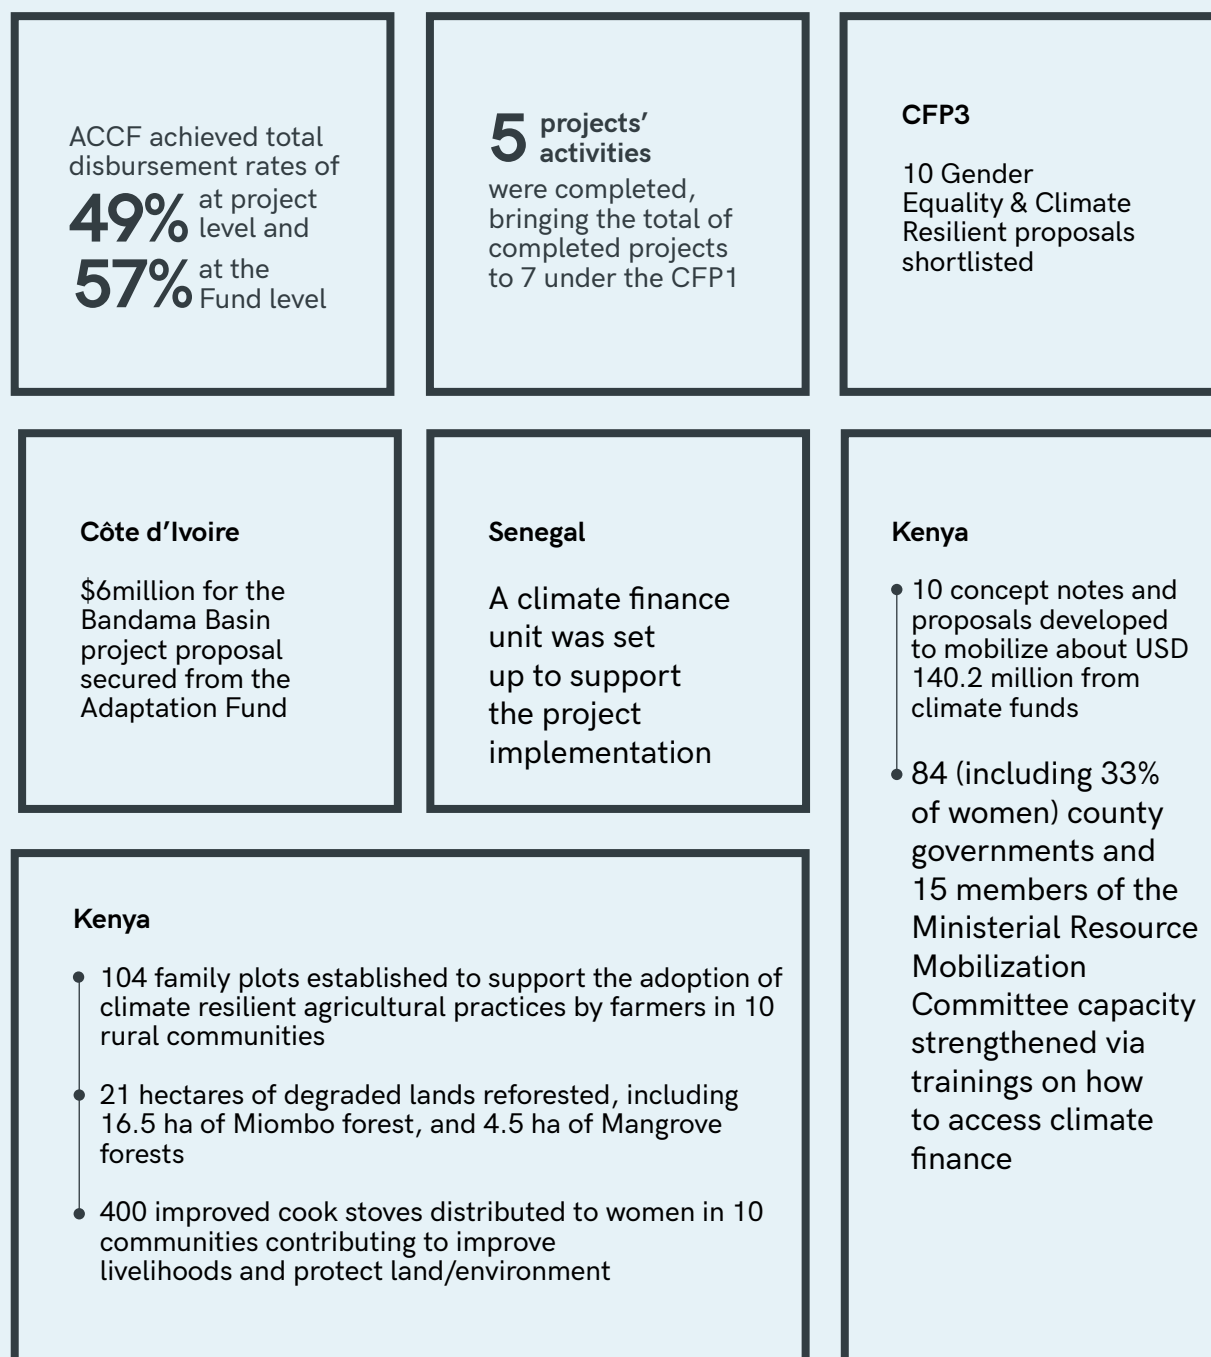 ACCF achieved total
disbursement rates of
49% at project
level and
57% at the
Fund level
5 projects’
activities
were completed,
bringing the total of
completed projects
to 7 under the CFP1
CFP3
10 Gender
Equality & Climate
Resilient proposals
shortlisted
Côte d’Ivoire
$6million for the
Bandama Basin
project proposal
secured from the
Adaptation Fund
Senegal
A climate finance
unit was set
up to support
the project
implementation
Kenya
10 concept notes and
proposals developed
to mobilize about USD
140.2 million from
climate funds
84 (including 33%
of women) county
governments and
15 members of the
Ministerial Resource
Mobilization
Committee capacity
strengthened via
trainings on how
to access climate
finance
Kenya
104 family plots established to support the adoption of
climate resilient agricultural practices by farmers in 10
rural communities
21 hectares of degraded lands reforested, including
16.5 ha of Miombo forest, and 4.5 ha of Mangrove
forests
400 improved cook stoves distributed to women in 10
communities contributing to improve
livelihoods and protect land/environment